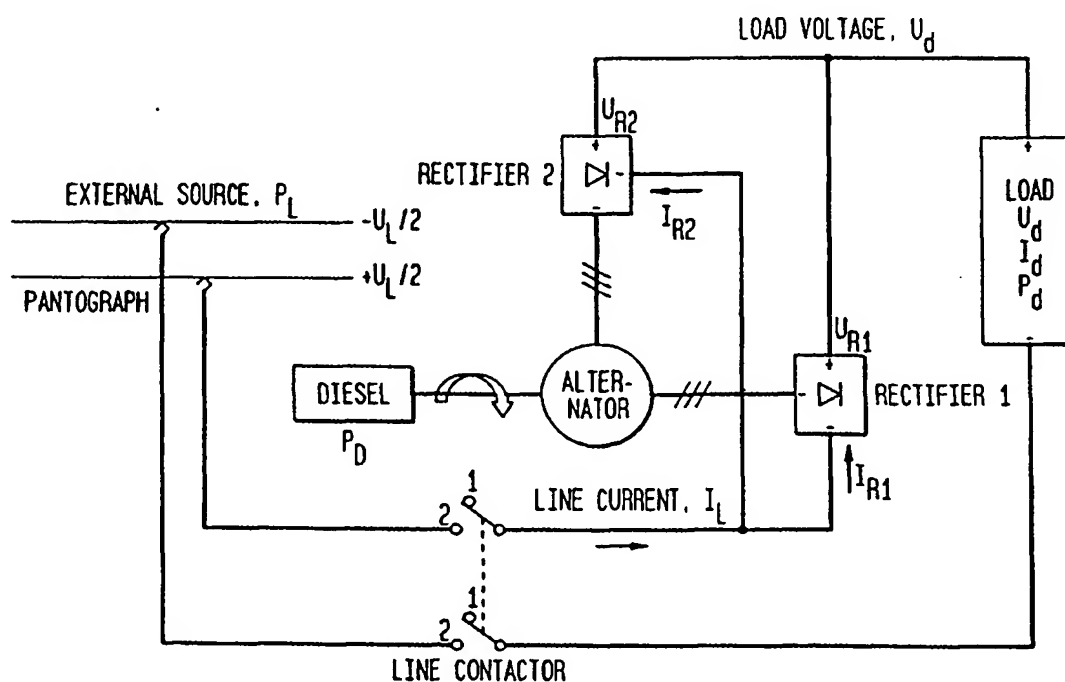 LOAD VOLTAGE, U_d
U_R2
RECTIFIER 2
I_R2
EXTERNAL SOURCE, P_L
-U_L/2
+U_L/2
PANTOGRAPH
LOAD
U_d
I_d
P_d
U_R1
DIESEL
P_D
ALTER-
NATOR
RECTIFIER 1
I_R1
1
2
LINE CURRENT, I_L
1
2
LINE CONTACTOR